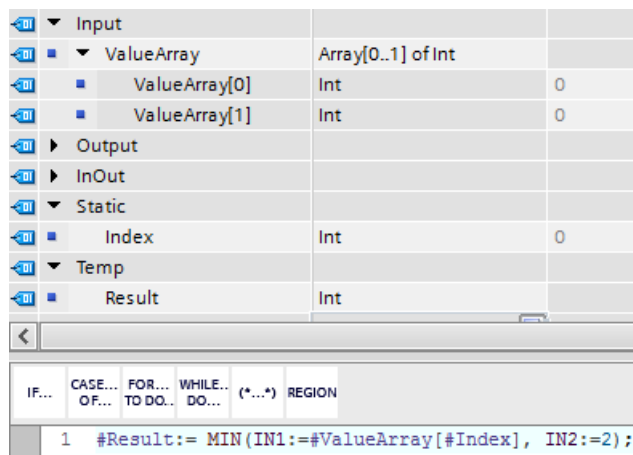 Input
ValueArray Array[0..1] of Int
ValueArray[0] Int 0
ValueArray[1] Int 0
Output
InOut
Static
Index Int 0
Temp
Result Int
IF... CASE... OF... FOR... TO DO.. WHILE.. DO... (*...*) REGION
1 #Result:= MIN(IN1:=#ValueArray[#Index], IN2:=2);